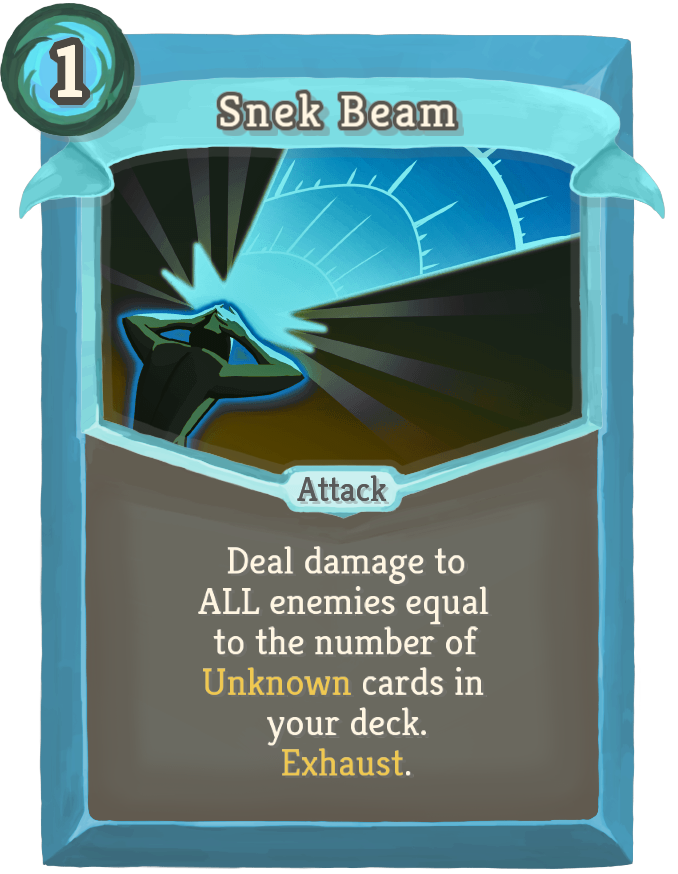 1
Snek Beam
Attack
Deal damage to
ALL enemies equal
to the number of
Unknown cards in
your deck.
Exhaust.